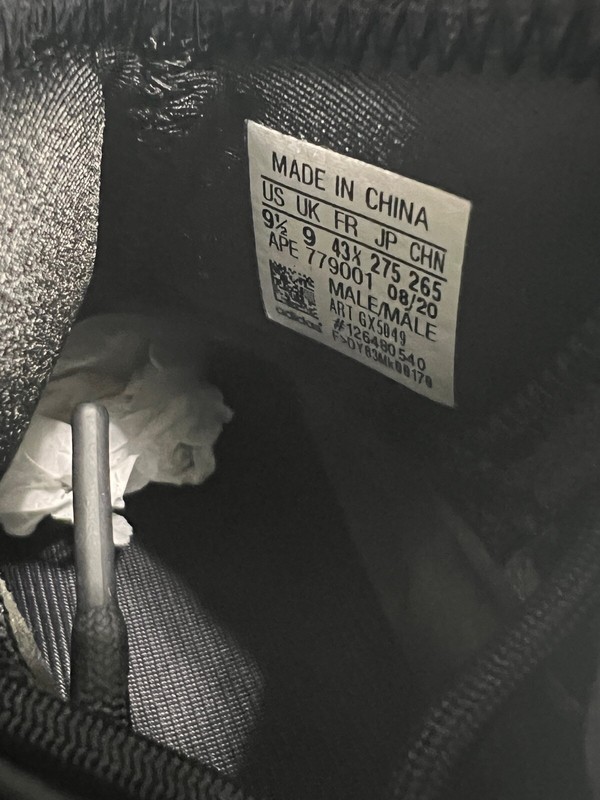 MADE IN CHINA
US UK FR JP CHN
9½ 9 43⅓ 275 265
APE 779001 08/20
MALE/MALE
ART GX5049
#126480540
adidas